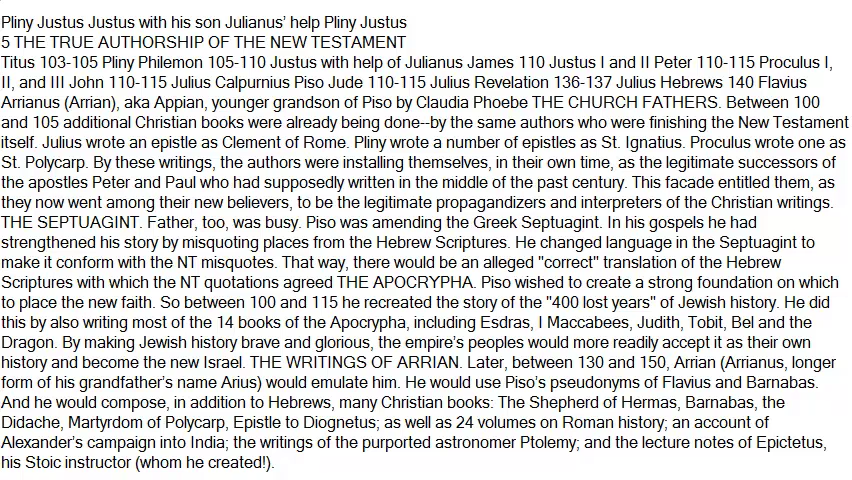 Pliny Justus Justus with his son Julianus’ help Pliny Justus
5 THE TRUE AUTHORSHIP OF THE NEW TESTAMENT
Titus 103-105 Pliny Philemon 105-110 Justus with help of Julianus James 110 Justus I and II Peter 110-115 Proculus I,
II, and III John 110-115 Julius Calpurnius Piso Jude 110-115 Julius Revelation 136-137 Julius Hebrews 140 Flavius
Arrianus (Arrian), aka Appian, younger grandson of Piso by Claudia Phoebe THE CHURCH FATHERS. Between 100
and 105 additional Christian books were already being done--by the same authors who were finishing the New Testament
itself. Julius wrote an epistle as Clement of Rome. Pliny wrote a number of epistles as St. Ignatius. Proculus wrote one as
St. Polycarp. By these writings, the authors were installing themselves, in their own time, as the legitimate successors of
the apostles Peter and Paul who had supposedly written in the middle of the past century. This facade entitled them, as
they now went among their new believers, to be the legitimate propagandizers and interpreters of the Christian writings.
THE SEPTUAGINT. Father, too, was busy. Piso was amending the Greek Septuagint. In his gospels he had
strengthened his story by misquoting places from the Hebrew Scriptures. He changed language in the Septuagint to
make it conform with the NT misquotes. That way, there would be an alleged "correct" translation of the Hebrew
Scriptures with which the NT quotations agreed THE APOCRYPHA. Piso wished to create a strong foundation on which
to place the new faith. So between 100 and 115 he recreated the story of the "400 lost years" of Jewish history. He did
this by also writing most of the 14 books of the Apocrypha, including Esdras, I Maccabees, Judith, Tobit, Bel and the
Dragon. By making Jewish history brave and glorious, the empire’s peoples would more readily accept it as their own
history and become the new Israel. THE WRITINGS OF ARRIAN. Later, between 130 and 150, Arrian (Arrianus, longer
form of his grandfather’s name Arius) would emulate him. He would use Piso’s pseudonyms of Flavius and Barnabas.
And he would compose, in addition to Hebrews, many Christian books: The Shepherd of Hermas, Barnabas, the
Didache, Martyrdom of Polycarp, Epistle to Diognetus; as well as 24 volumes on Roman history; an account of
Alexander’s campaign into India; the writings of the purported astronomer Ptolemy; and the lecture notes of Epictetus,
his Stoic instructor (whom he created!).